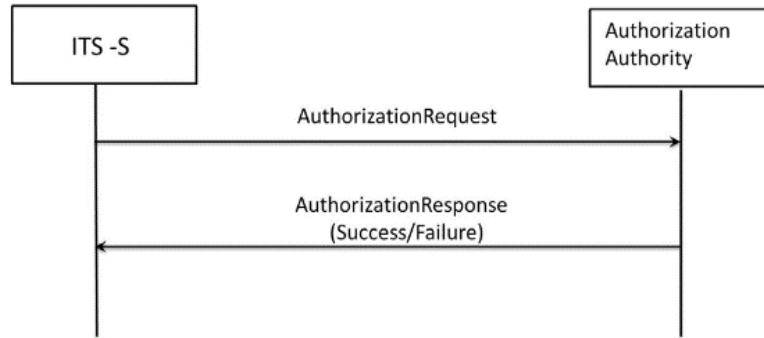 ITS -S
Authorization
Authority
AuthorizationRequest
AuthorizationResponse
(Success/Failure)